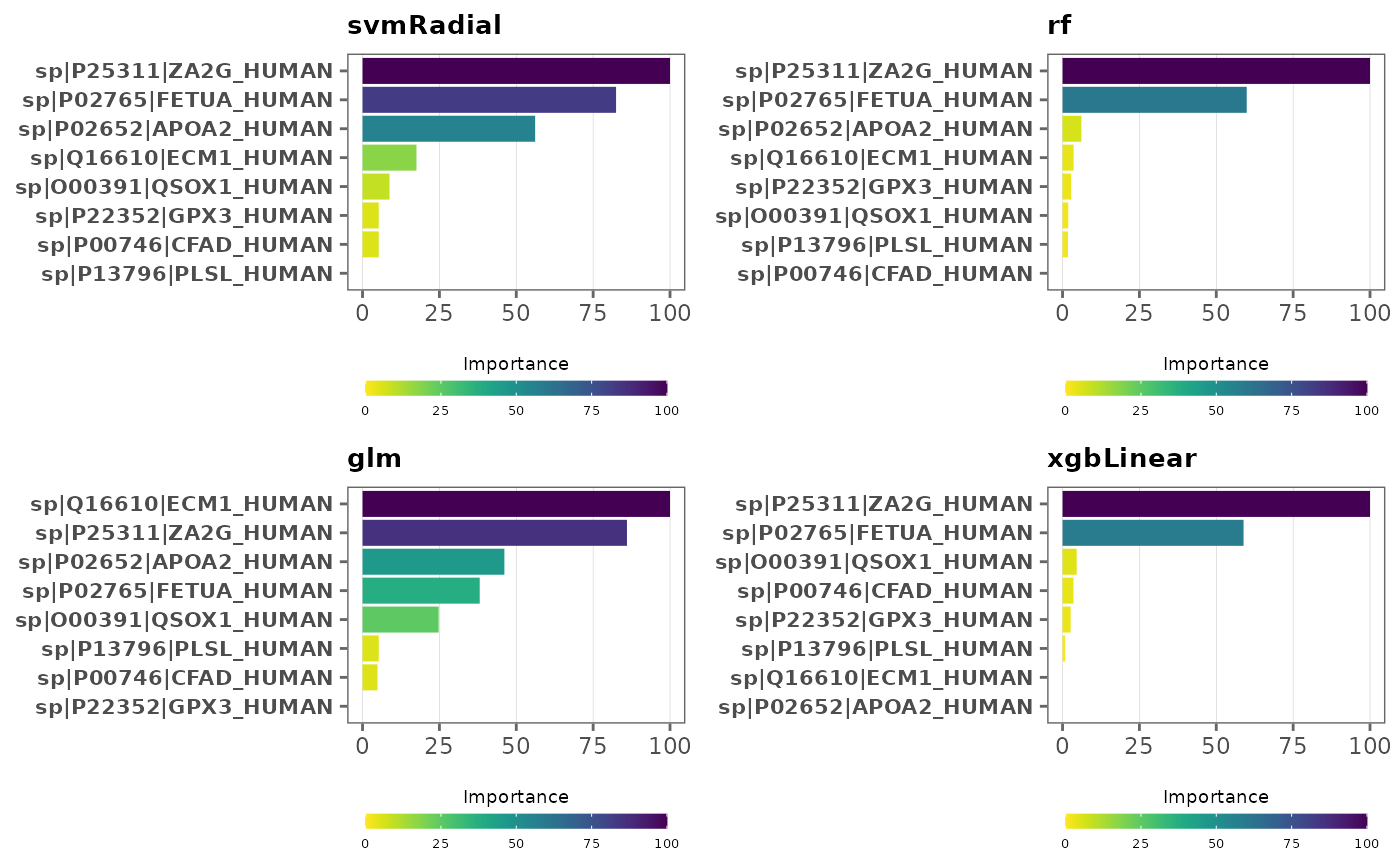 svmRadial
sp|P25311|ZA2G_HUMAN
sp|P02765|FETUA_HUMAN
sp|P02652|APOA2_HUMAN
sp|Q16610|ECM1_HUMAN
sp|O00391|QSOX1_HUMAN
sp|P22352|GPX3_HUMAN
sp|P00746|CFAD_HUMAN
sp|P13796|PLSL_HUMAN
0 25 50 75 100
Importance
0 25 50 75 100
rf
sp|P25311|ZA2G_HUMAN
sp|P02765|FETUA_HUMAN
sp|P02652|APOA2_HUMAN
sp|Q16610|ECM1_HUMAN
sp|P22352|GPX3_HUMAN
sp|O00391|QSOX1_HUMAN
sp|P13796|PLSL_HUMAN
sp|P00746|CFAD_HUMAN
0 25 50 75 100
Importance
0 25 50 75 100
glm
sp|Q16610|ECM1_HUMAN
sp|P25311|ZA2G_HUMAN
sp|P02652|APOA2_HUMAN
sp|P02765|FETUA_HUMAN
sp|O00391|QSOX1_HUMAN
sp|P13796|PLSL_HUMAN
sp|P00746|CFAD_HUMAN
sp|P22352|GPX3_HUMAN
0 25 50 75 100
Importance
0 25 50 75 100
xgbLinear
sp|P25311|ZA2G_HUMAN
sp|P02765|FETUA_HUMAN
sp|O00391|QSOX1_HUMAN
sp|P00746|CFAD_HUMAN
sp|P22352|GPX3_HUMAN
sp|P13796|PLSL_HUMAN
sp|Q16610|ECM1_HUMAN
sp|P02652|APOA2_HUMAN
0 25 50 75 100
Importance
0 25 50 75 100